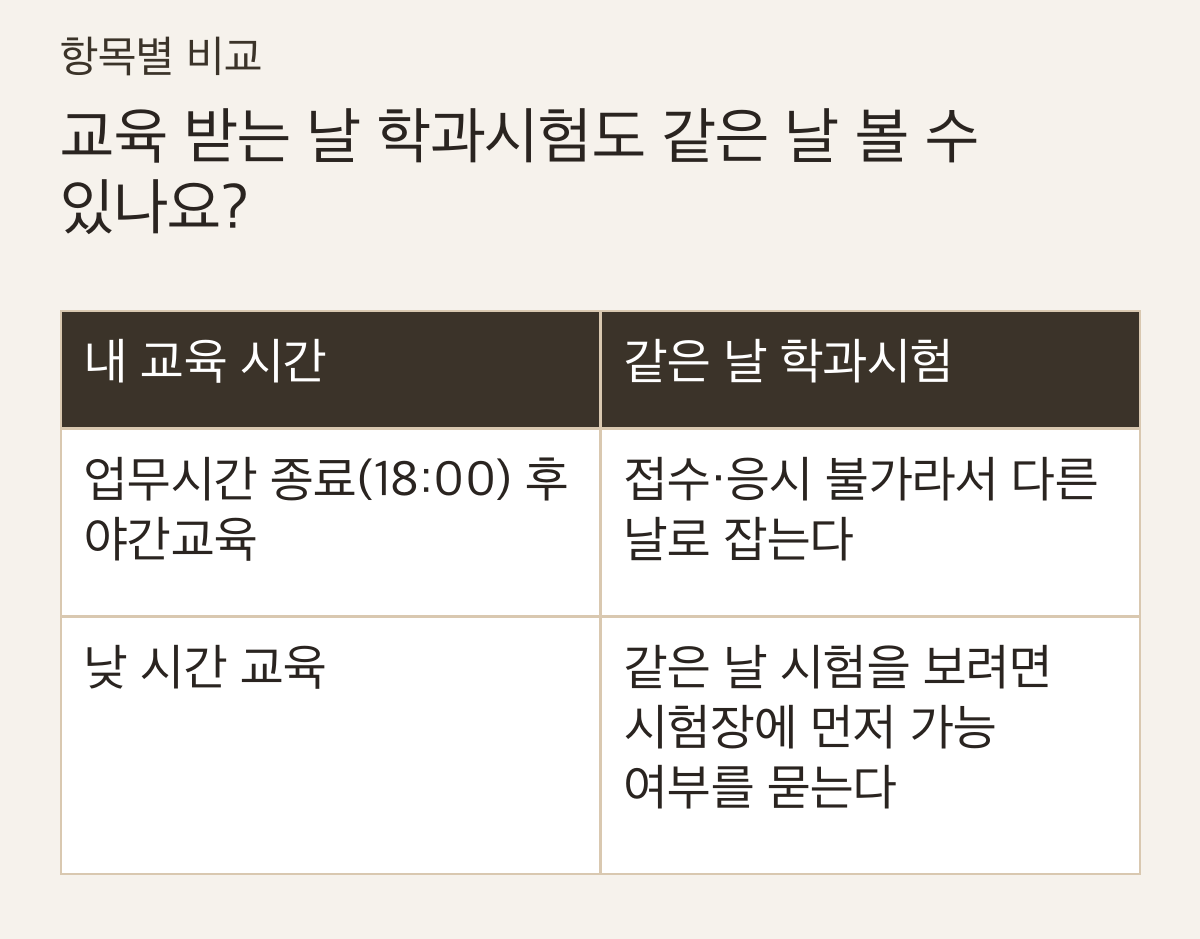 항목별 비교
교육 받는 날 학과시험도 같은 날 볼 수
있나요?
내 교육 시간
같은 날 학과시험
업무시간 종료(18:00) 후
야간교육
접수·응시 불가라서 다른
날로 잡는다
낮 시간 교육
같은 날 시험을 보려면
시험장에 먼저 가능
여부를 묻는다